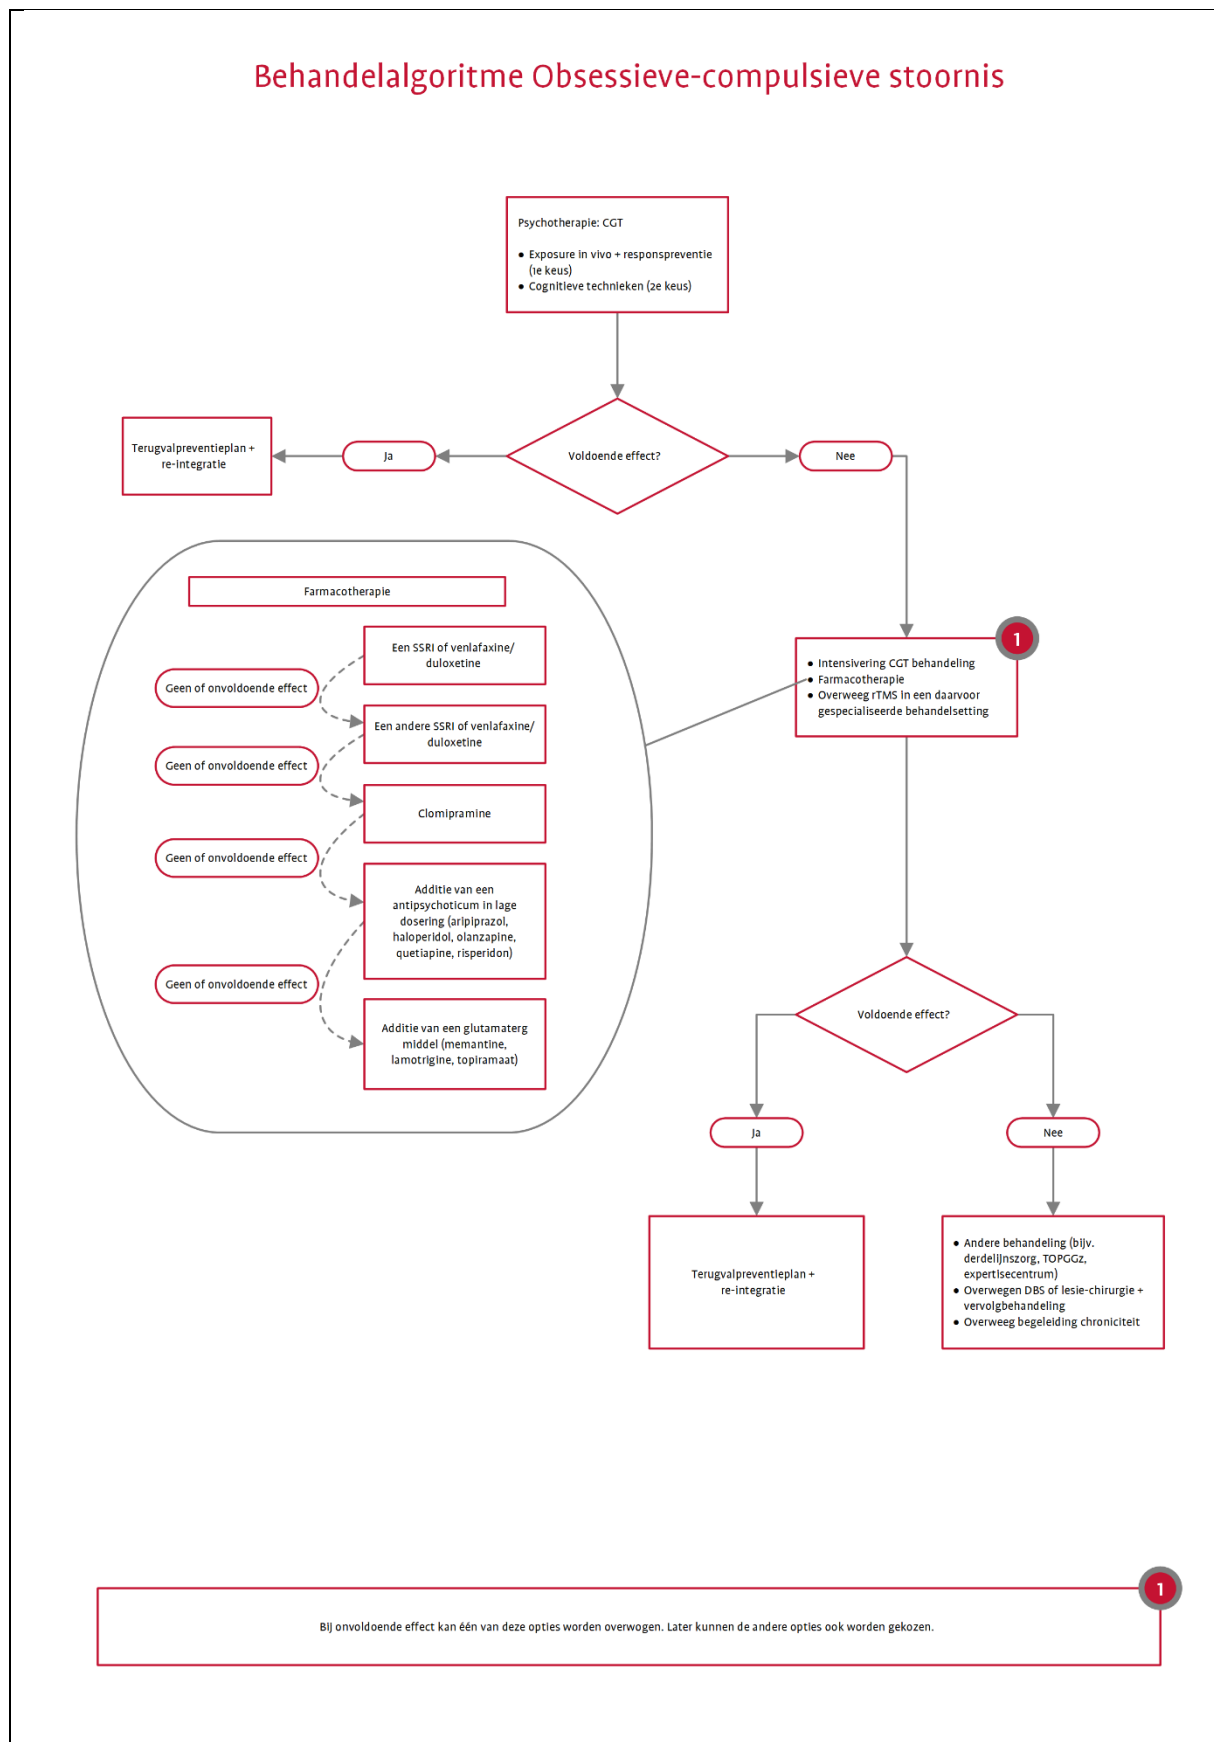 Behandelalgoritme Obsessieve-compulsieve stoornis
Psychotherapie: CGT
● Exposure in vivo + responspreventie
(1e keus)
● Cognitieve technieken (2e keus)
Terugvalpreventieplan +
re-integratie
Ja
Voldoende effect?
Nee
Farmacotherapie
Een SSRI of venlafaxine/
duloxetine
Geen of onvoldoende effect
Een andere SSRI of venlafaxine/
duloxetine
Geen of onvoldoende effect
Clomipramine
Geen of onvoldoende effect
Additie van een
antipsychoticum in lage
dosering (aripiprazol,
haloperidol, olanzapine,
quetiapine, risperidon)
Geen of onvoldoende effect
Additie van een glutamaterg
middel (memantine,
lamotrigine, topiramaat)
1
● Intensivering CGT behandeling
● Farmacotherapie
● Overweeg rTMS in een daarvoor
gespecialiseerde behandelsetting
Voldoende effect?
Ja
Nee
Terugvalpreventieplan +
re-integratie
● Andere behandeling (bijv.
derdelijnszorg, TOPGGz,
expertisecentrum)
● Overwegen DBS of lesie-chirurgie +
vervolgbehandeling
● Overweeg begeleiding chroniciteit
1
Bij onvoldoende effect kan één van deze opties worden overwogen. Later kunnen de andere opties ook worden gekozen.